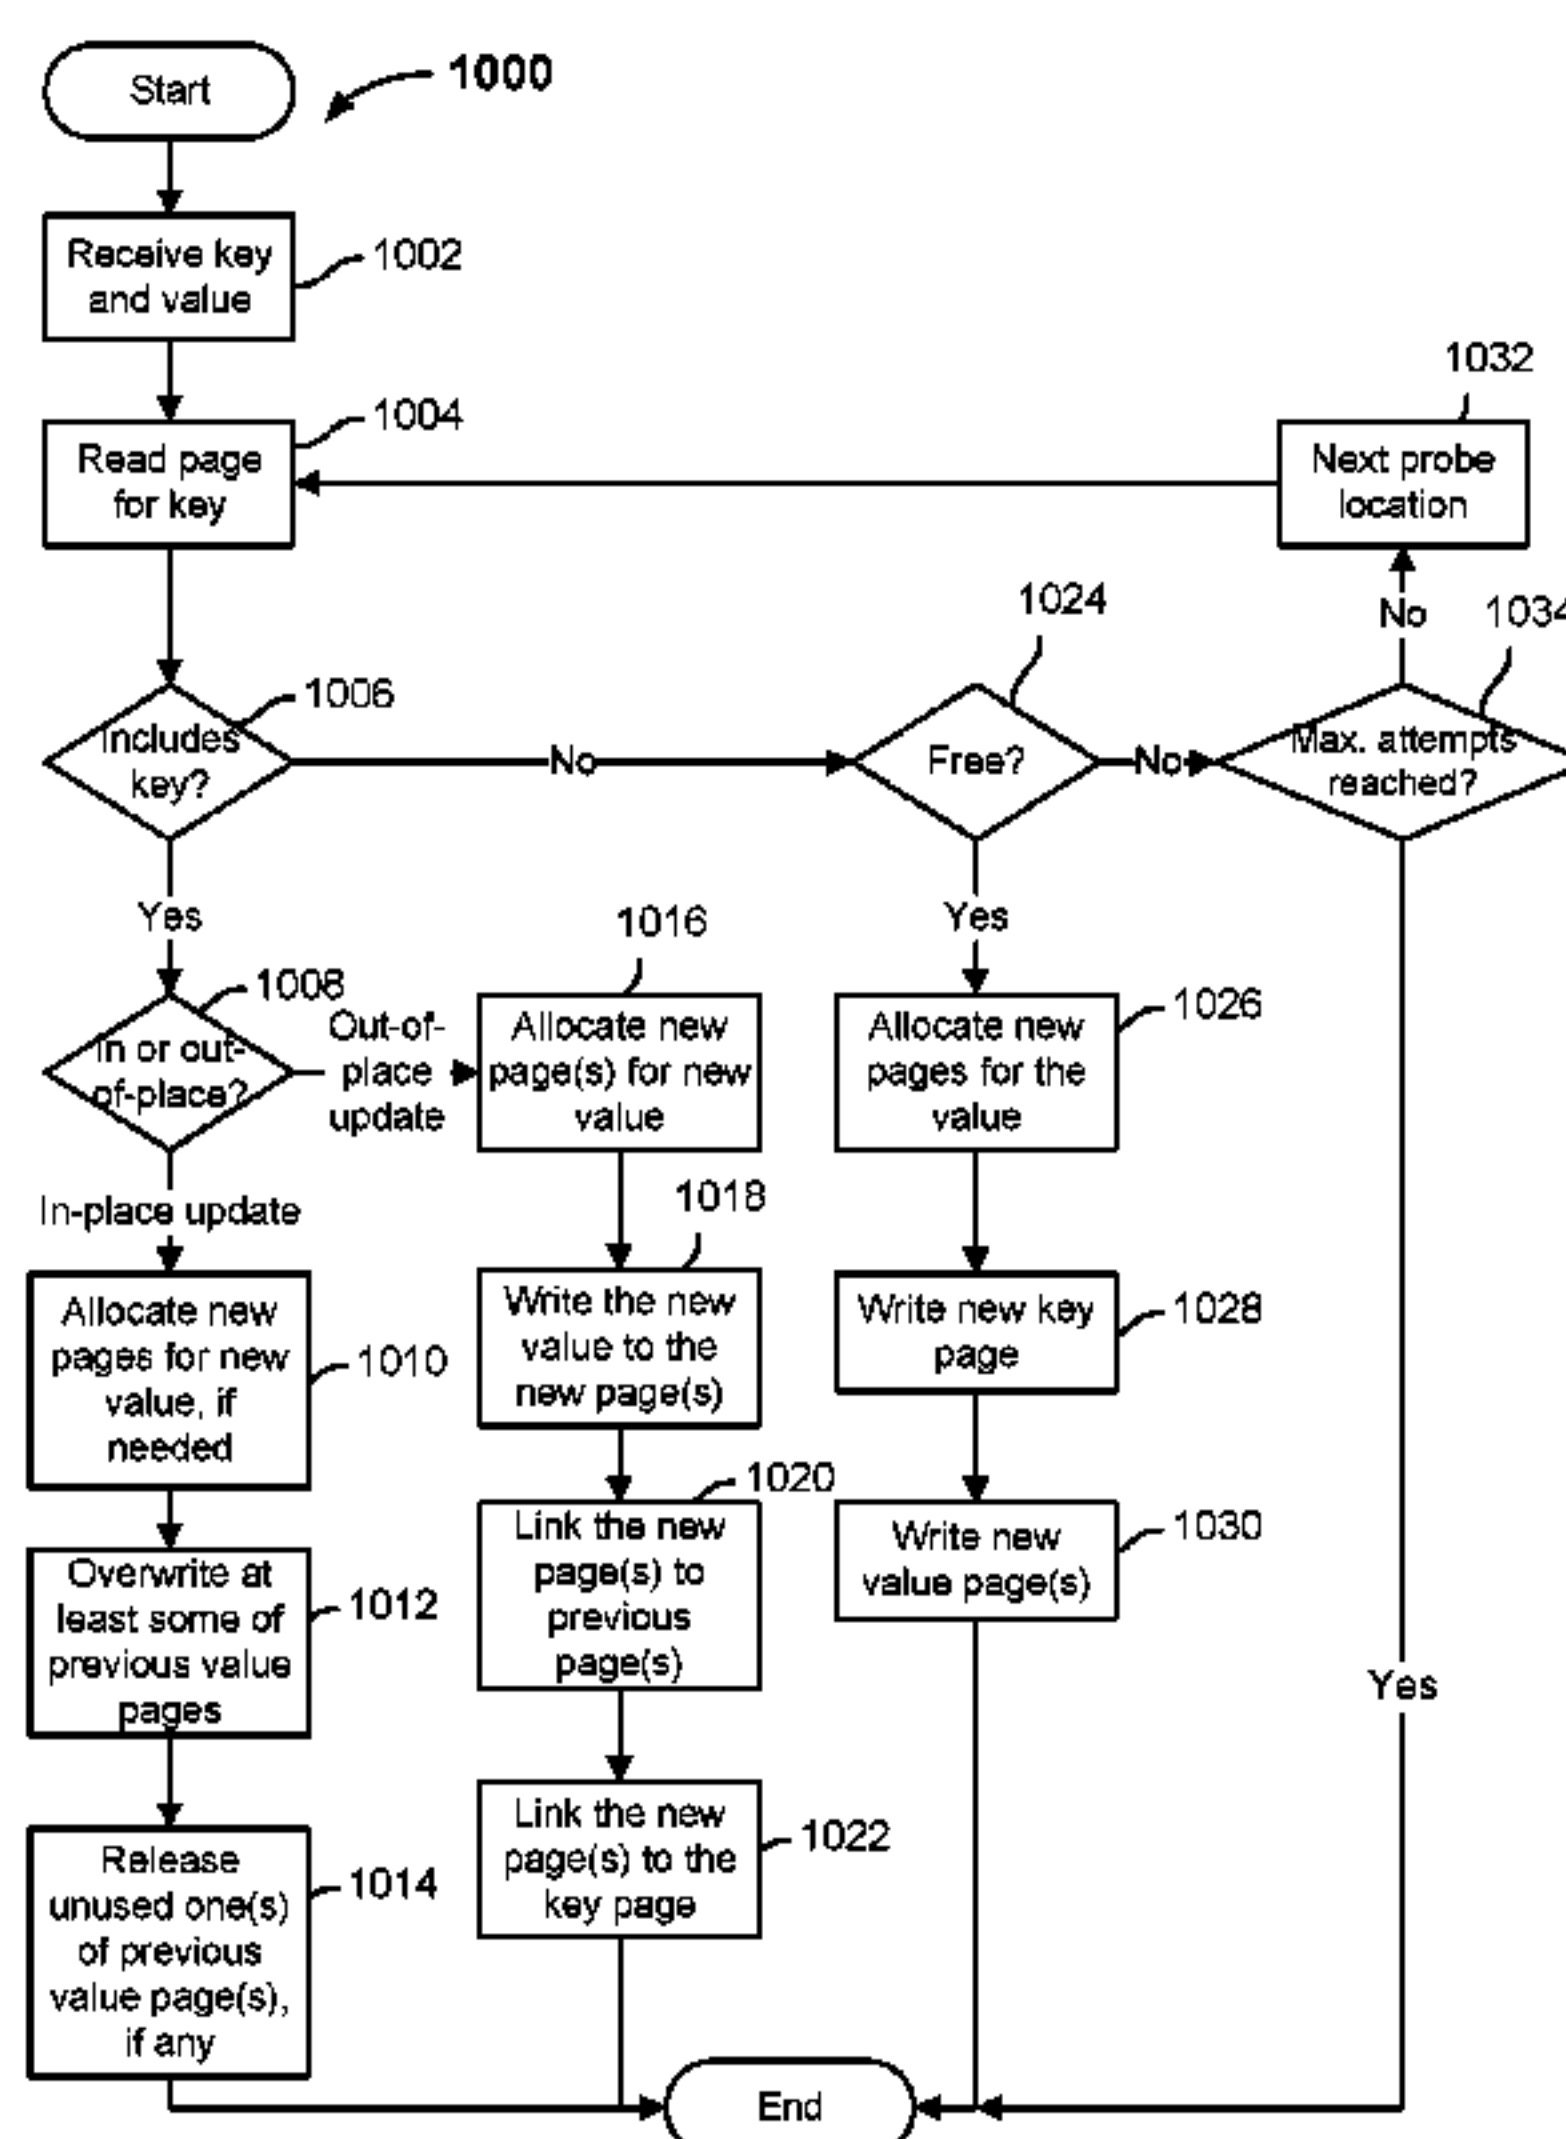 Start
1000
Receive key
and value
1002
1032
1004
Read page
for key
Next probe
location
1024
No
1034
1006
Includes
key?
No
Free?
No
Max. attempts
reached?
Yes
1016
Yes
1008
In or out-
of-place?
Out-of-
place
update
Allocate new
page(s) for new
value
Allocate new
pages for the
value
1026
In-place update
1018
Allocate new
pages for new
value, if
needed
1010
Write the new
value to the
new page(s)
Write new key
page
1028
1020
Overwrite at
least some of
previous value
pages
1012
Link the new
page(s) to
previous
page(s)
Write new
value page(s)
1030
Yes
Release
unused one(s)
of previous
value page(s),
if any
1014
Link the new
page(s) to the
key page
1022
End